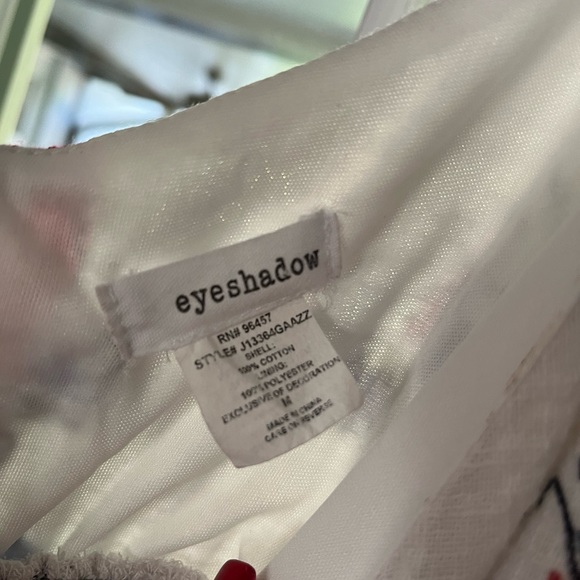 eyeshadow
RN# 96457
STYLE# J13364GAAZZ
SHELL:
100% COTTON
LINING:
100% POLYESTER
EXCLUSIVE OF DECORATION
M
MADE IN CHINA
CARE ON REVERSE